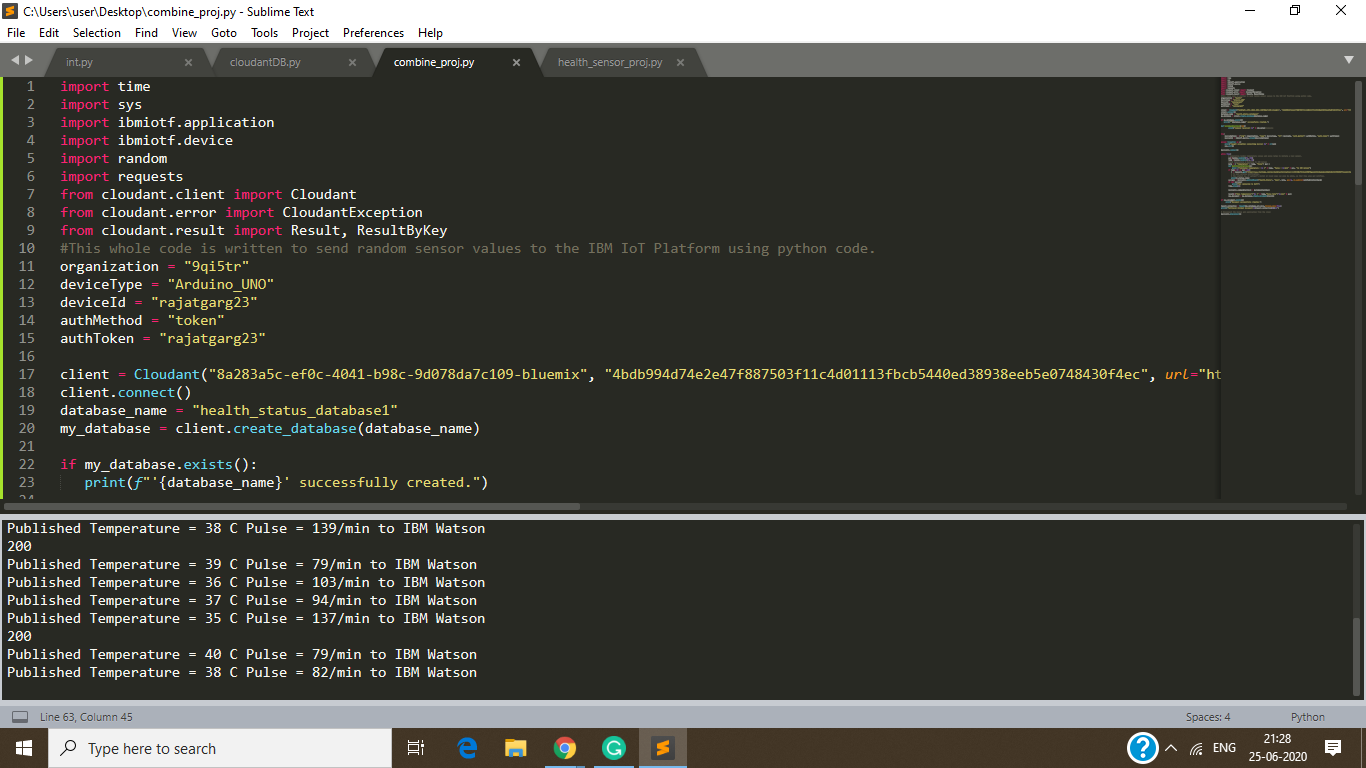 C:\Users\user\Desktop\combine_proj.py - Sublime Text
File Edit Selection Find View Goto Tools Project Preferences Help
int.py cloudantDB.py combine_proj.py health_sensor_proj.py
1 import time
2 import sys
3 import ibmiotf.application
4 import ibmiotf.device
5 import random
6 import requests
7 from cloudant.client import Cloudant
8 from cloudant.error import CloudantException
9 from cloudant.result import Result, ResultByKey
10 #This whole code is written to send random sensor values to the IBM IoT Platform using python code.
11 organization = "9qi5tr"
12 deviceType = "Arduino_UNO"
13 deviceId = "rajatgarg23"
14 authMethod = "token"
15 authToken = "rajatgarg23"
16
17 client = Cloudant("8a283a5c-ef0c-4041-b98c-9d078da7c109-bluemix", "4bdb994d74e2e47f887503f11c4d01113fbcb5440ed38938eeb5e0748430f4ec", url="ht
18 client.connect()
19 database_name = "health_status_database1"
20 my_database = client.create_database(database_name)
21
22 if my_database.exists():
23 print(f"'{database_name}' successfully created.")
24
Published Temperature = 38 C Pulse = 139/min to IBM Watson
200
Published Temperature = 39 C Pulse = 79/min to IBM Watson
Published Temperature = 36 C Pulse = 103/min to IBM Watson
Published Temperature = 37 C Pulse = 94/min to IBM Watson
Published Temperature = 35 C Pulse = 137/min to IBM Watson
200
Published Temperature = 40 C Pulse = 79/min to IBM Watson
Published Temperature = 38 C Pulse = 82/min to IBM Watson
Line 63, Column 45 Spaces: 4 Python
Type here to search
ENG
21:28
25-06-2020